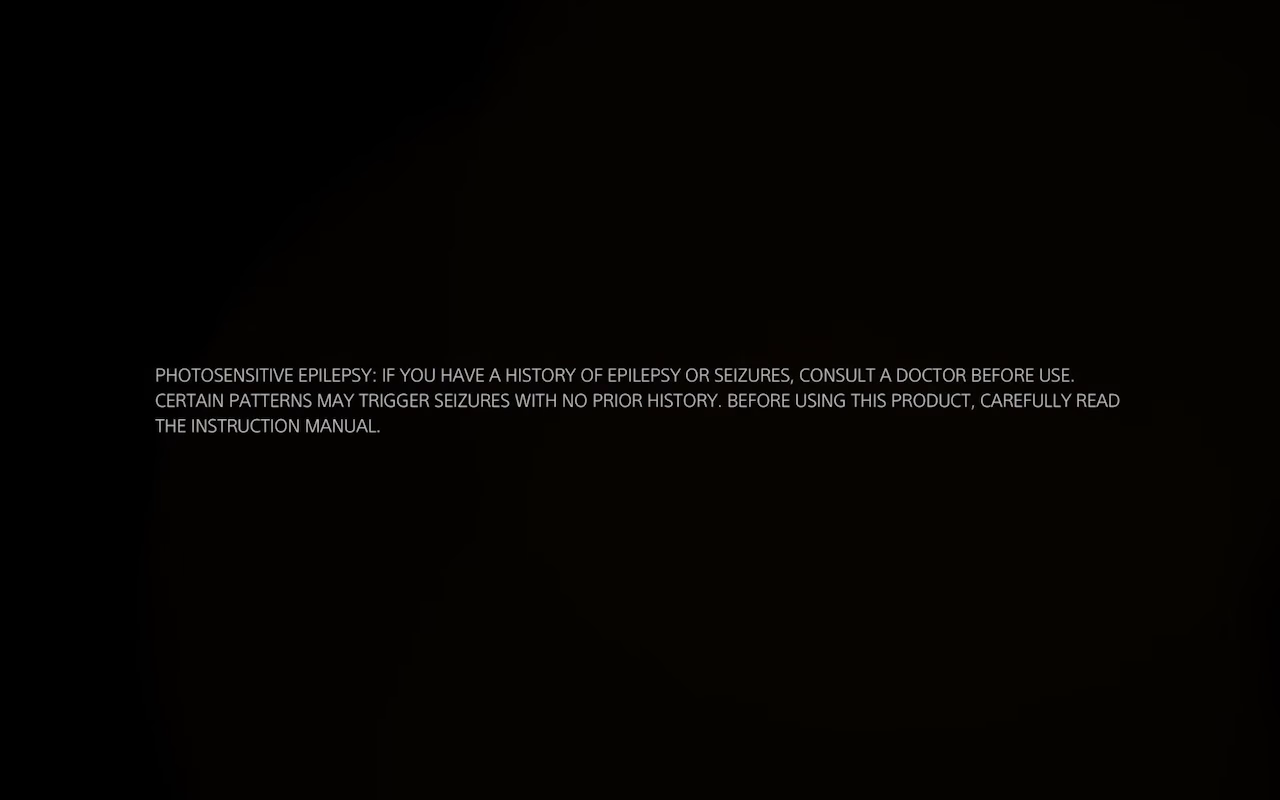 PHOTOSENSITIVE EPILEPSY: IF YOU HAVE A HISTORY OF EPILEPSY OR SEIZURES, CONSULT A DOCTOR BEFORE USE.
CERTAIN PATTERNS MAY TRIGGER SEIZURES WITH NO PRIOR HISTORY. BEFORE USING THIS PRODUCT, CAREFULLY READ
THE INSTRUCTION MANUAL.